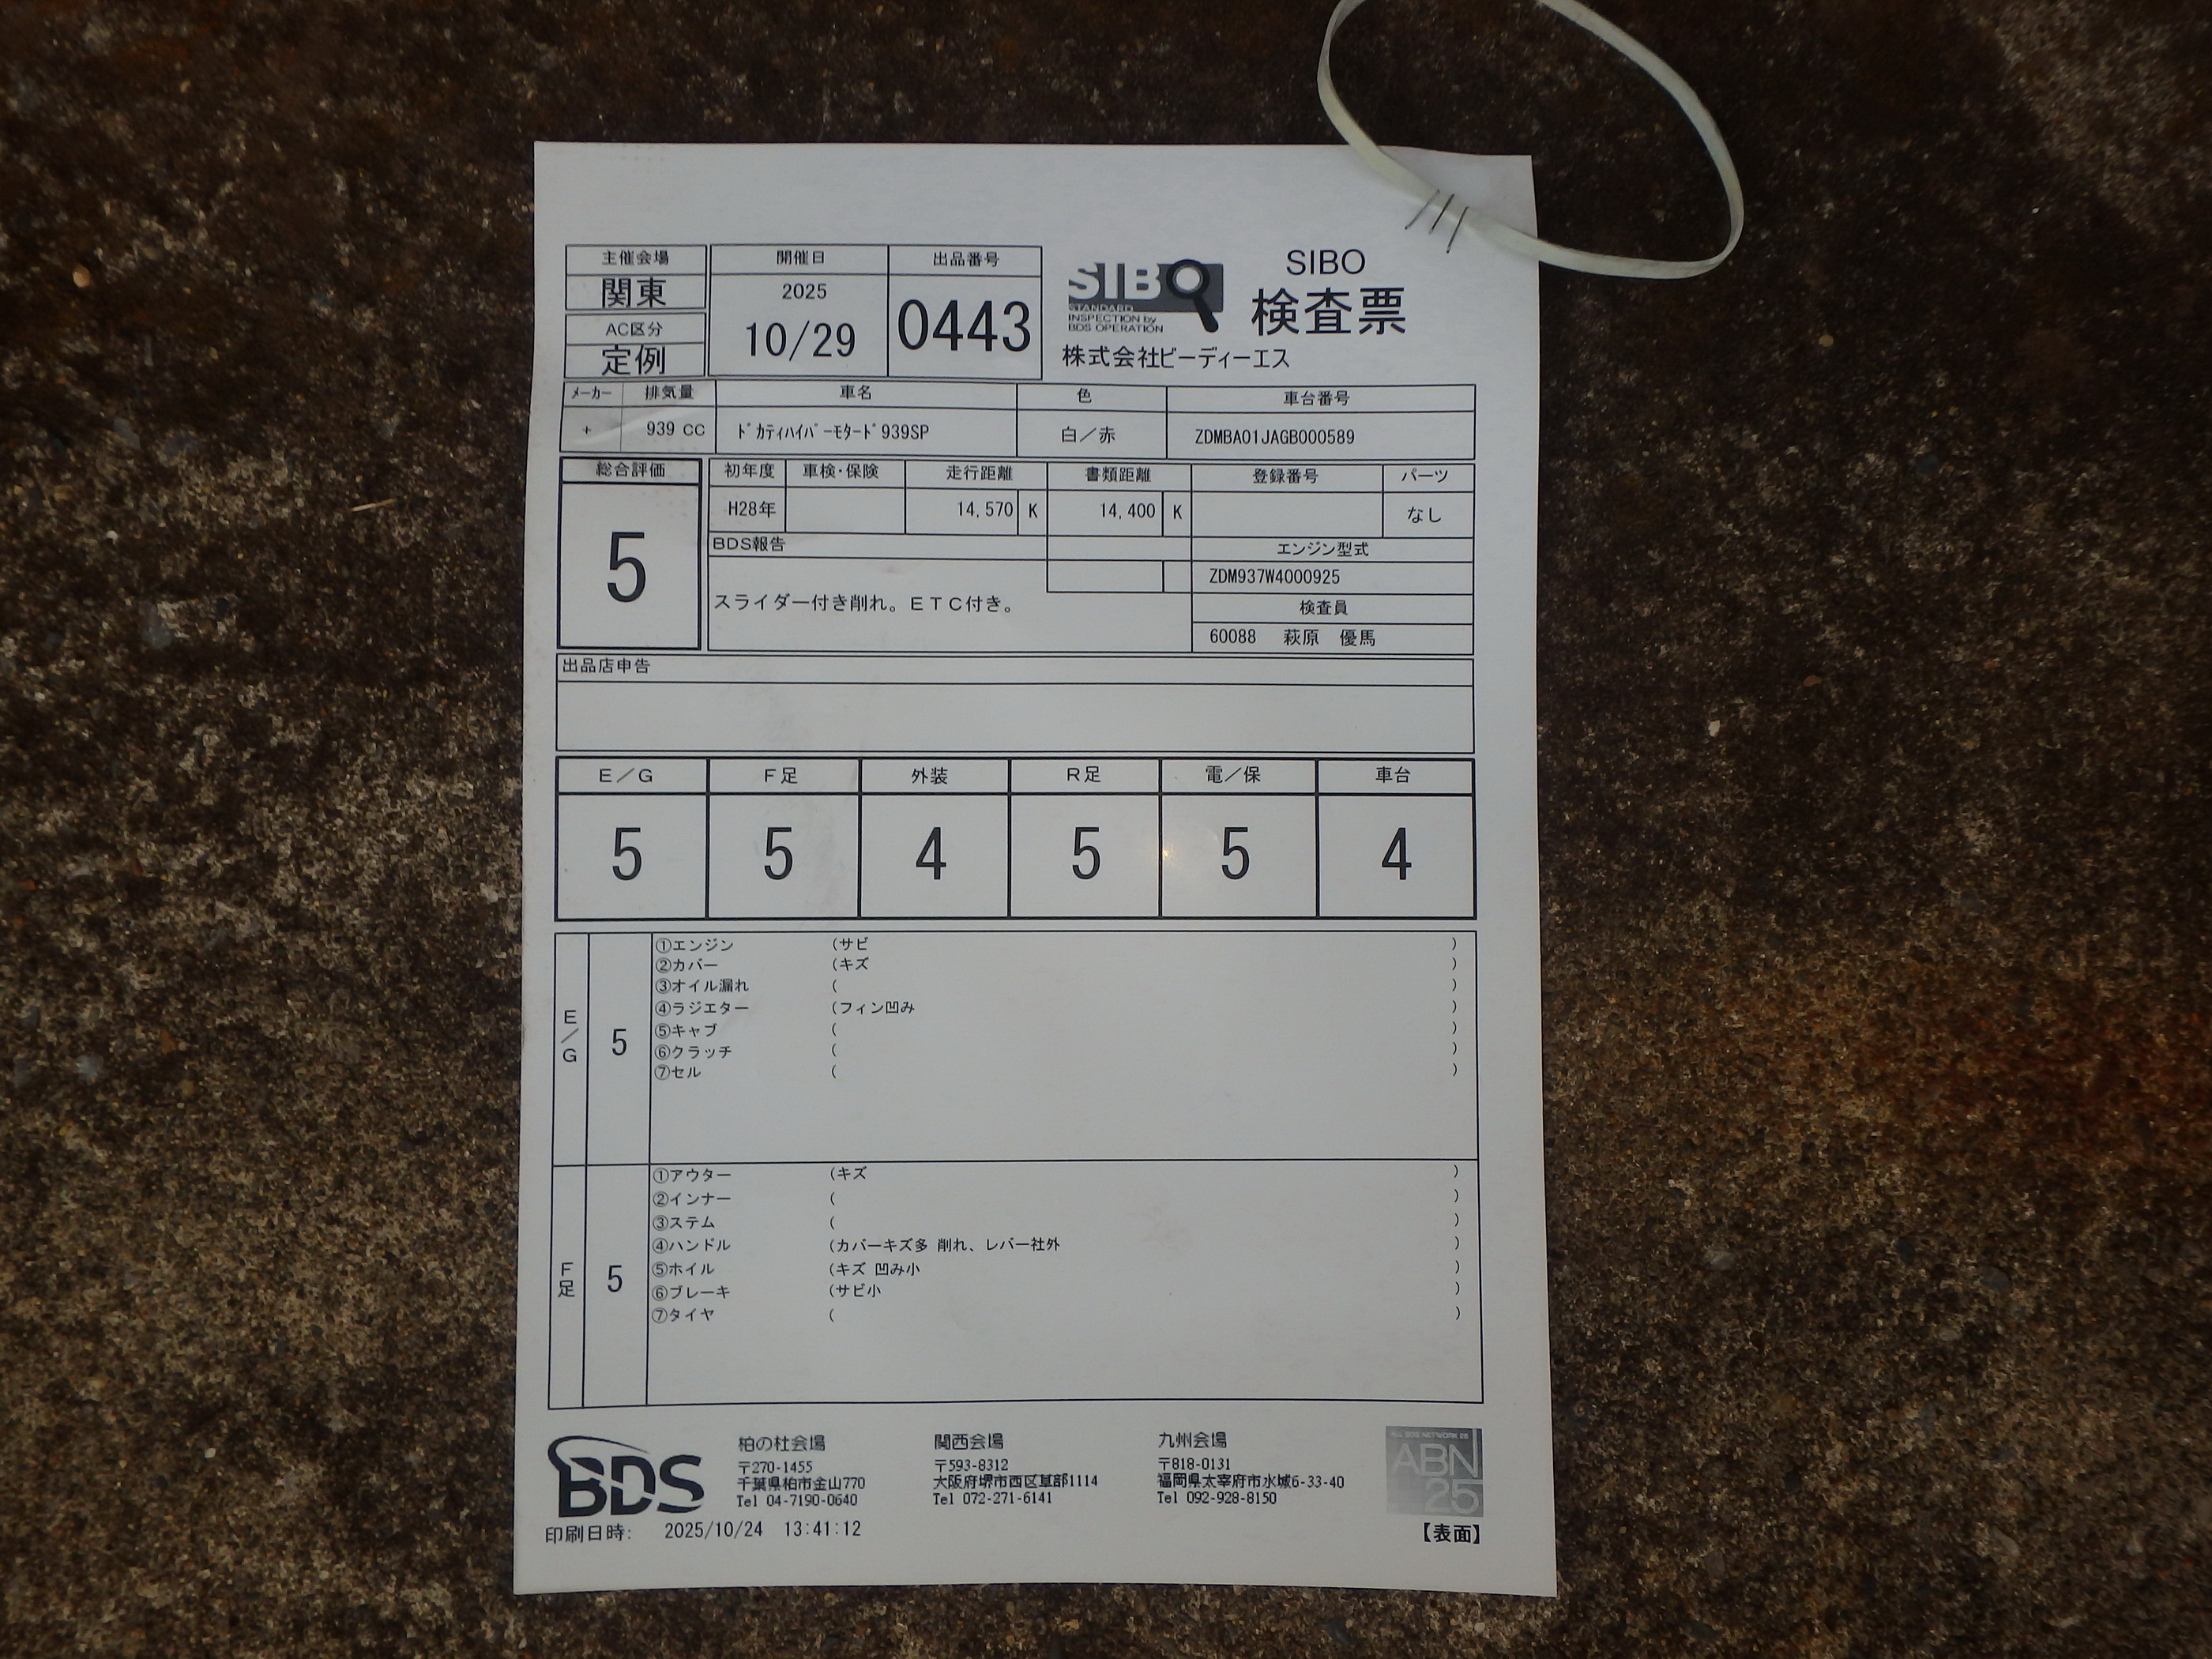 主催会場
関東
AC区分
定例
開催日
2025
10/29
出品番号
0443
SIBO
STANDARD
INSPECTION by
BDS OPERATION
SIBO
検査票
株式会社ビーディーエス
メーカー 排気量 車名 色 車台番号
+ 939 CC ドカティハイパーモタード939SP 白／赤 ZDMBA01JAGB000589
総合評価
5
初年度 車検・保険 走行距離 書類距離 登録番号 パーツ
H28年 14,570 K 14,400 K なし
BDS報告
スライダー付き削れ。ＥＴＣ付き。
エンジン型式
ZDM937W4000925
検査員
60088 萩原 優馬
出品店申告
Ｅ／Ｇ Ｆ足 外装 Ｒ足 電／保 車台
5 5 4 5 5 4
Ｅ／Ｇ
5
①エンジン (サビ )
②カバー (キズ )
③オイル漏れ ( )
④ラジエター (フィン凹み )
⑤キャブ ( )
⑥クラッチ ( )
⑦セル ( )
Ｆ足
5
①アウター (キズ )
②インナー ( )
③ステム ( )
④ハンドル (カバーキズ多 削れ、レバー社外 )
⑤ホイル (キズ 凹み小 )
⑥ブレーキ (サビ小 )
⑦タイヤ ( )
BDS
柏の杜会場
〒270-1455
千葉県柏市金山770
Tel 04-7190-0640
関西会場
〒593-8312
大阪府堺市西区草部1114
Tel 072-271-6141
九州会場
〒818-0131
福岡県太宰府市水城6-33-40
Tel 092-928-8150
ALL BDS NETWORK 25
ABN
25
印刷日時: 2025/10/24 13:41:12
【表面】